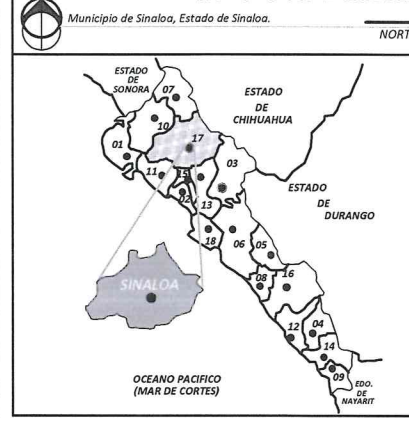 Municipio de Sinaloa, Estado de Sinaloa.
NORT
ESTADO
DE
SONORA
07
ESTADO
DE
CHIHUAHUA
10
17
01
03
11
15
02
13
ESTADO
DE
DURANGO
18
06
05
08
16
SINALOA
12
04
14
09
OCEANO PACIFICO
(MAR DE CORTES)
EDO.
DE
NAYARIT